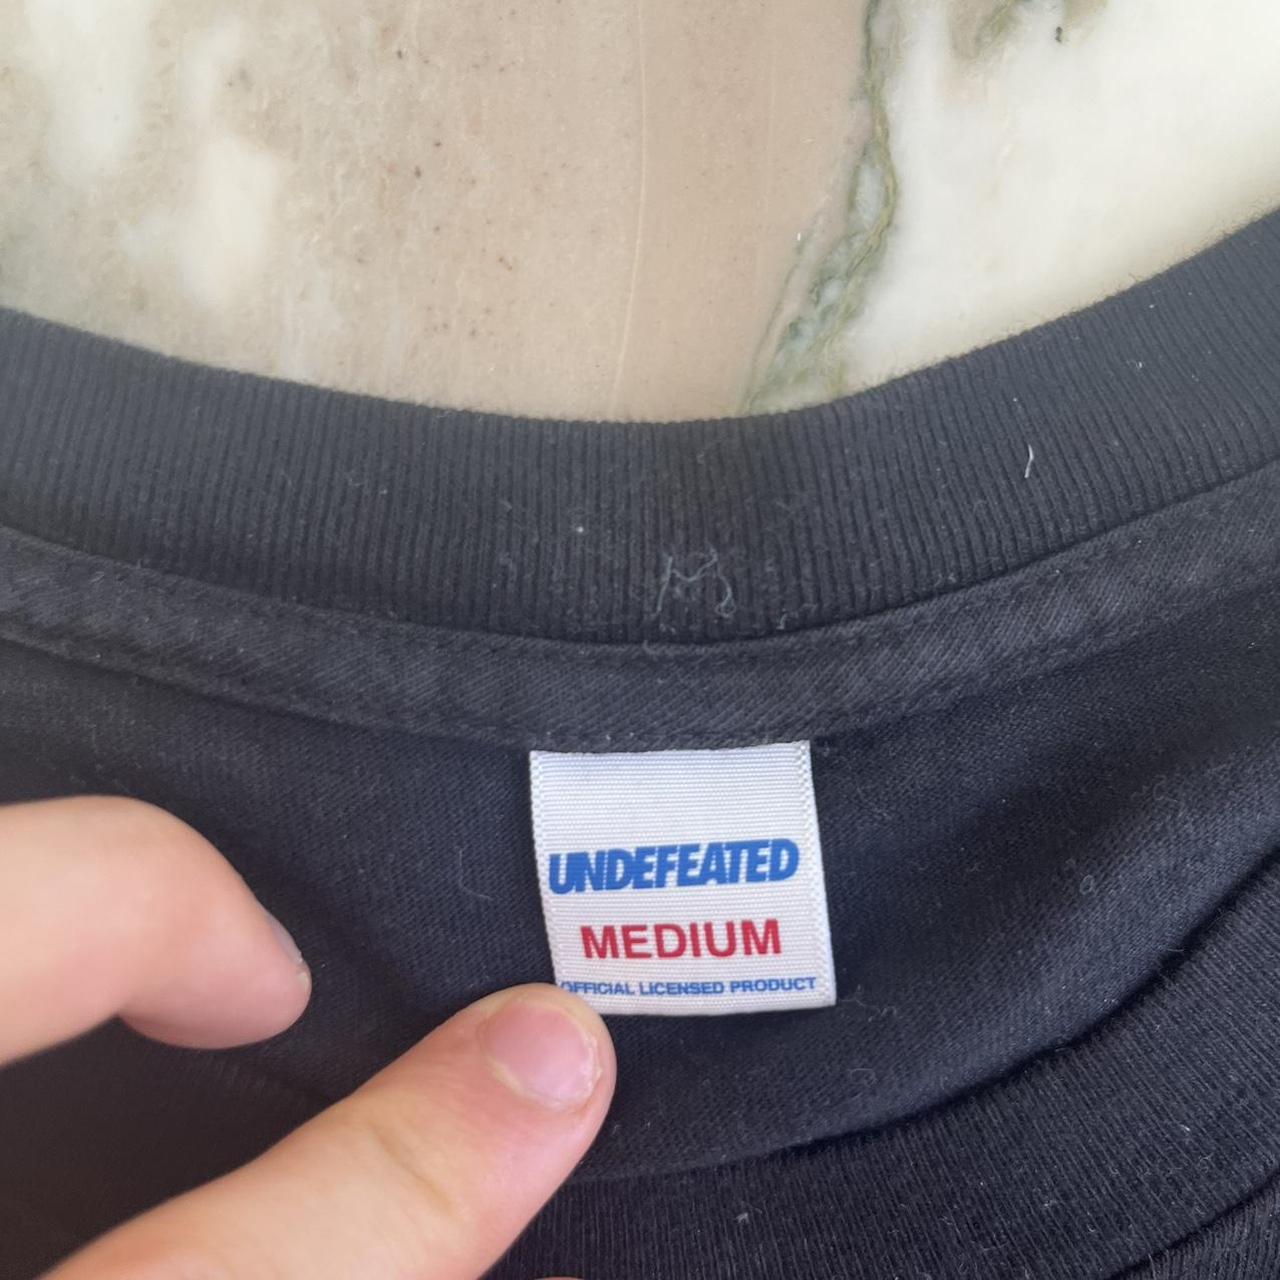 UNDEFEATED
MEDIUM
OFFICIAL LICENSED PRODUCT